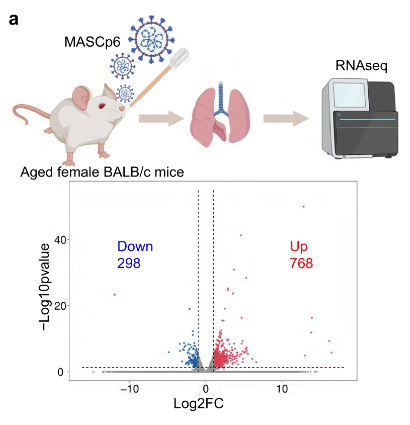 a
MASCp6
RNAseq
Aged female BALB/c mice
Down
298
Up
768
−Log10pvalue
40
20
0
−10
0
10
Log2FC